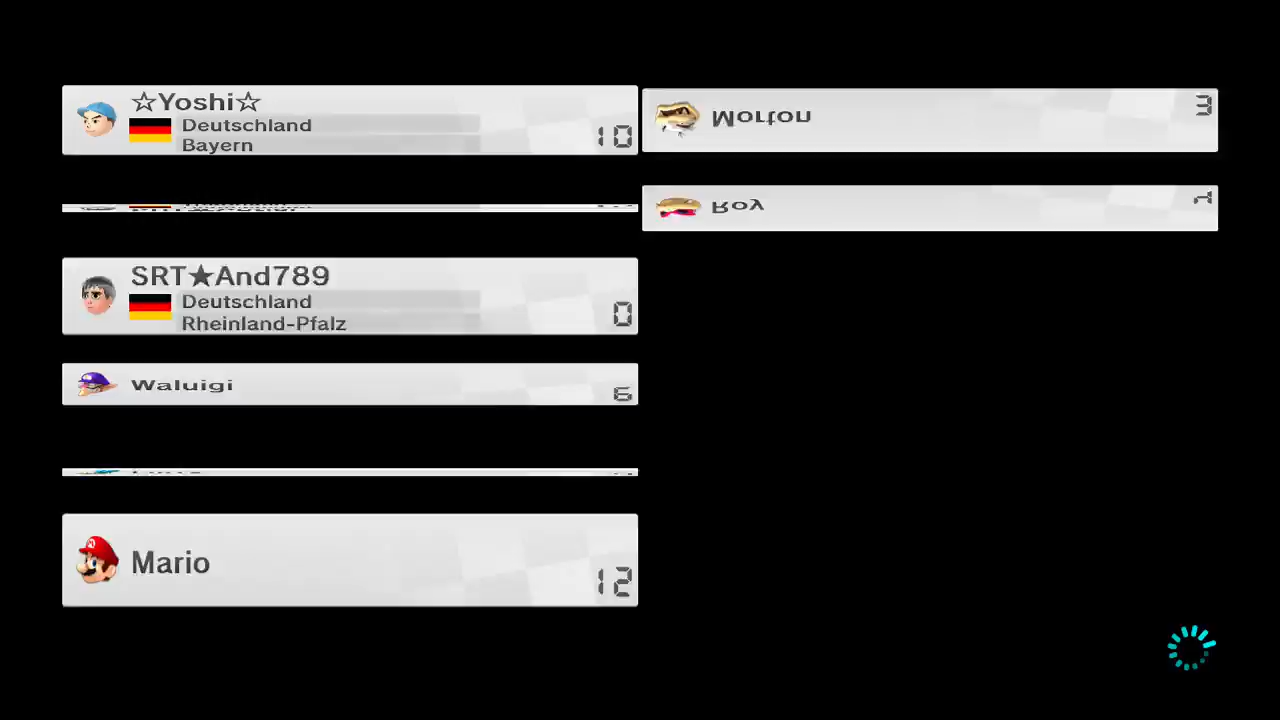 ☆Yoshi☆
Deutschland
Bayern
10
SRT★And789
Deutschland
Rheinland-Pfalz
0
Waluigi
6
Mario
12
Morton
3
Roy